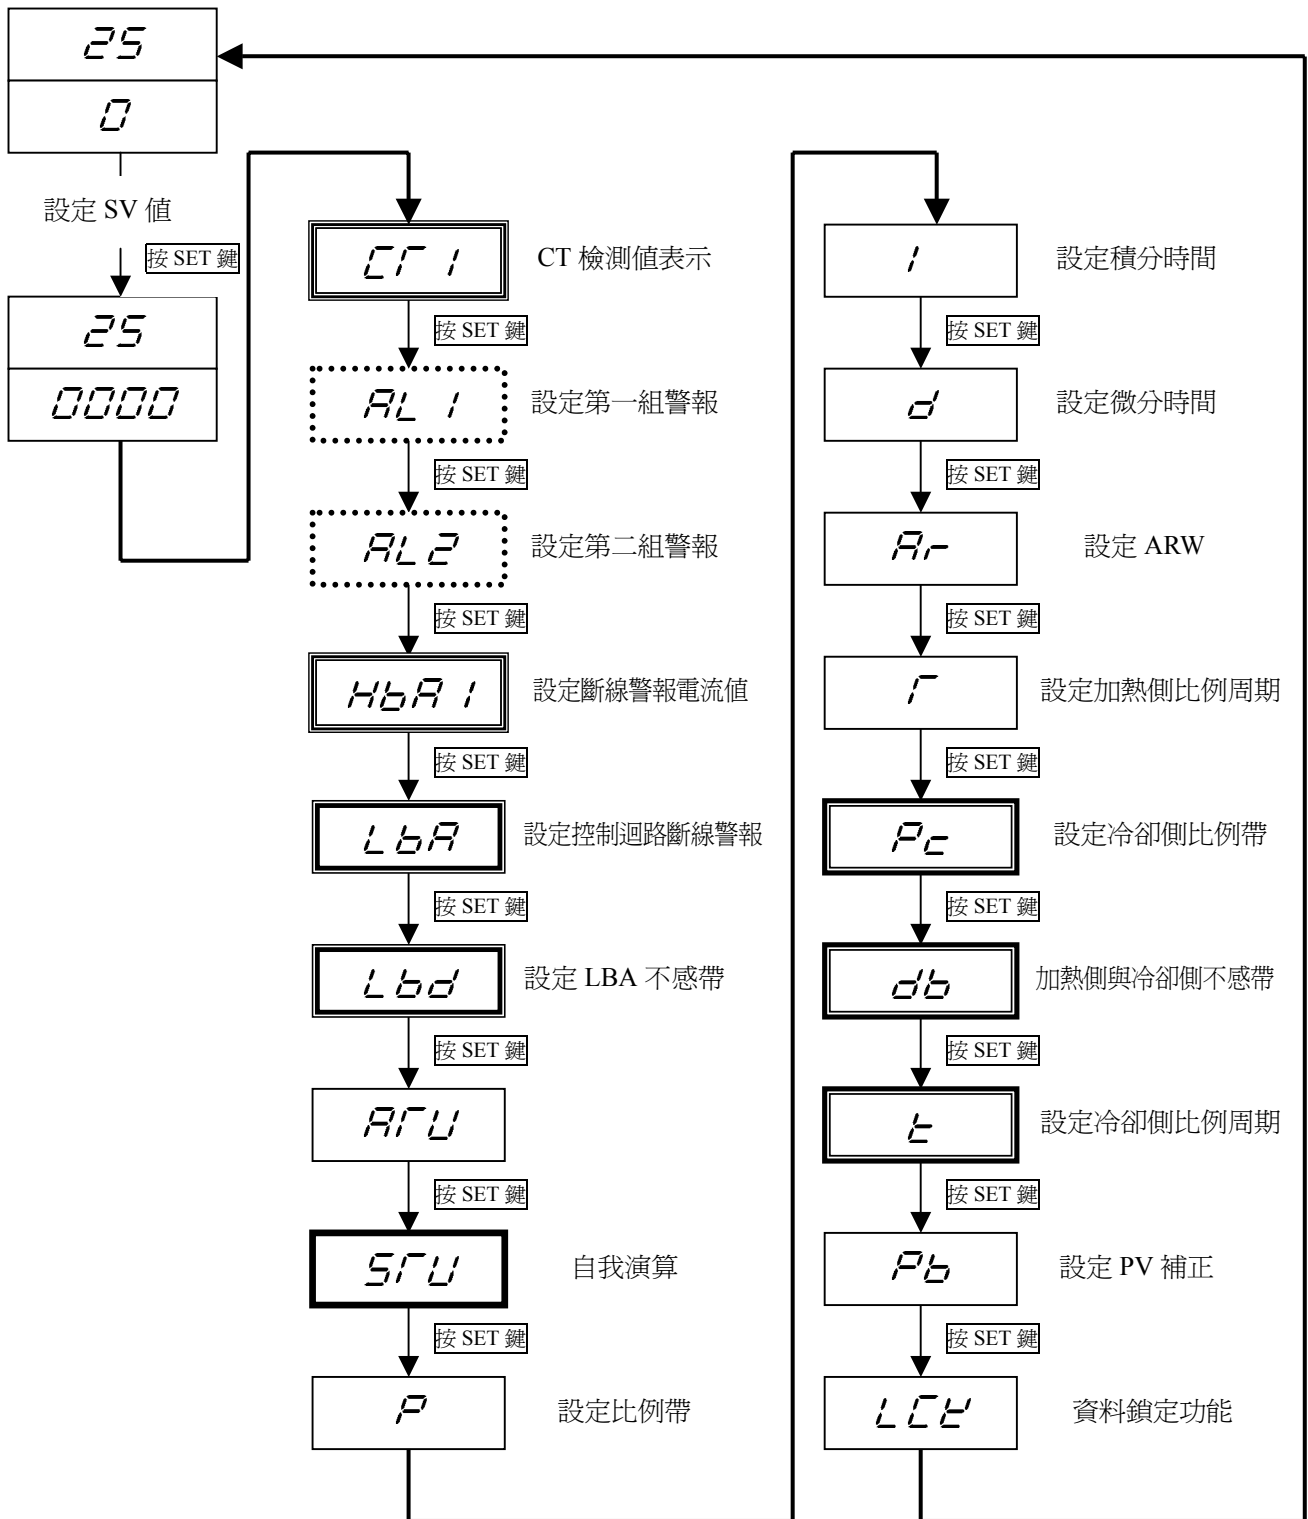 25
0
設定 SV 值
按 SET 鍵
25
0000
CT1
CT 檢測值表示
按 SET 鍵
AL1
設定第一組警報
按 SET 鍵
AL2
設定第二組警報
按 SET 鍵
HbA1
設定斷線警報電流值
按 SET 鍵
LbA
設定控制迴路斷線警報
按 SET 鍵
Lbd
設定 LBA 不感帶
按 SET 鍵
ATU
按 SET 鍵
STU
自我演算
按 SET 鍵
P
設定比例帶
I
設定積分時間
按 SET 鍵
d
設定微分時間
按 SET 鍵
Ar
設定 ARW
按 SET 鍵
T
設定加熱側比例周期
按 SET 鍵
Pc
設定冷卻側比例帶
按 SET 鍵
db
加熱側與冷卻側不感帶
按 SET 鍵
t
設定冷卻側比例周期
按 SET 鍵
Pb
設定 PV 補正
按 SET 鍵
LCK
資料鎖定功能